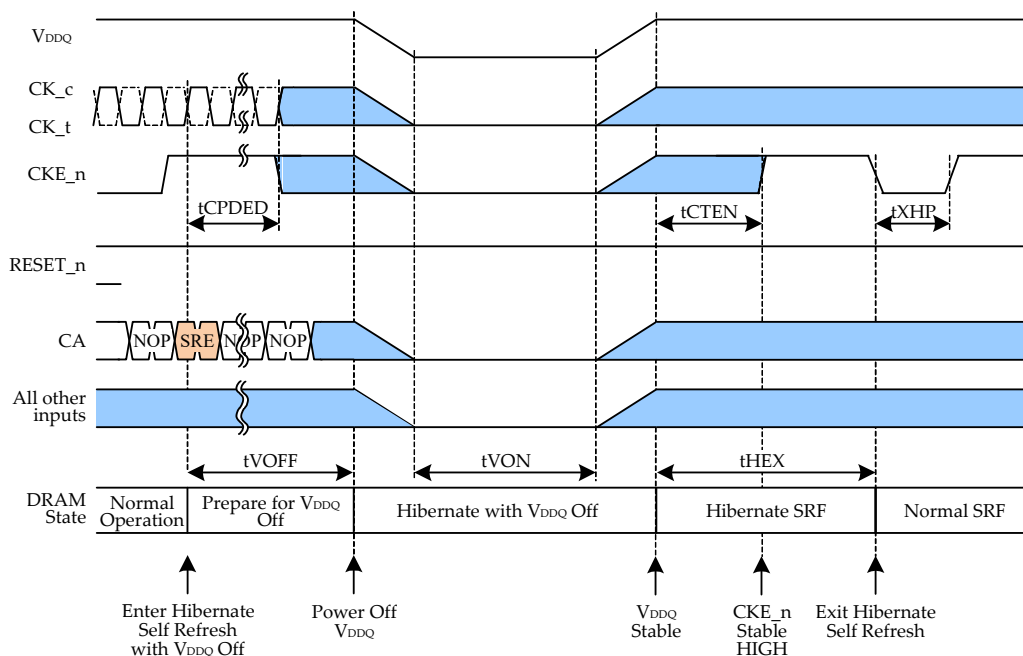 VDDQ
CK_c
CK_t
CKE_n
tCPDED
tCTEN
tXHP
RESET_n
CA
NOP SRE NOP NOP
All other
inputs
tVOFF
tVON
tHEX
DRAM
State
Normal
Operation
Prepare for VDDQ
Off
Hibernate with VDDQ Off
Hibernate SRF
Normal SRF
Enter Hibernate
Self Refresh
with VDDQ Off
Power Off
VDDQ
VDDQ
Stable
CKE_n
Stable
HIGH
Exit Hibernate
Self Refresh